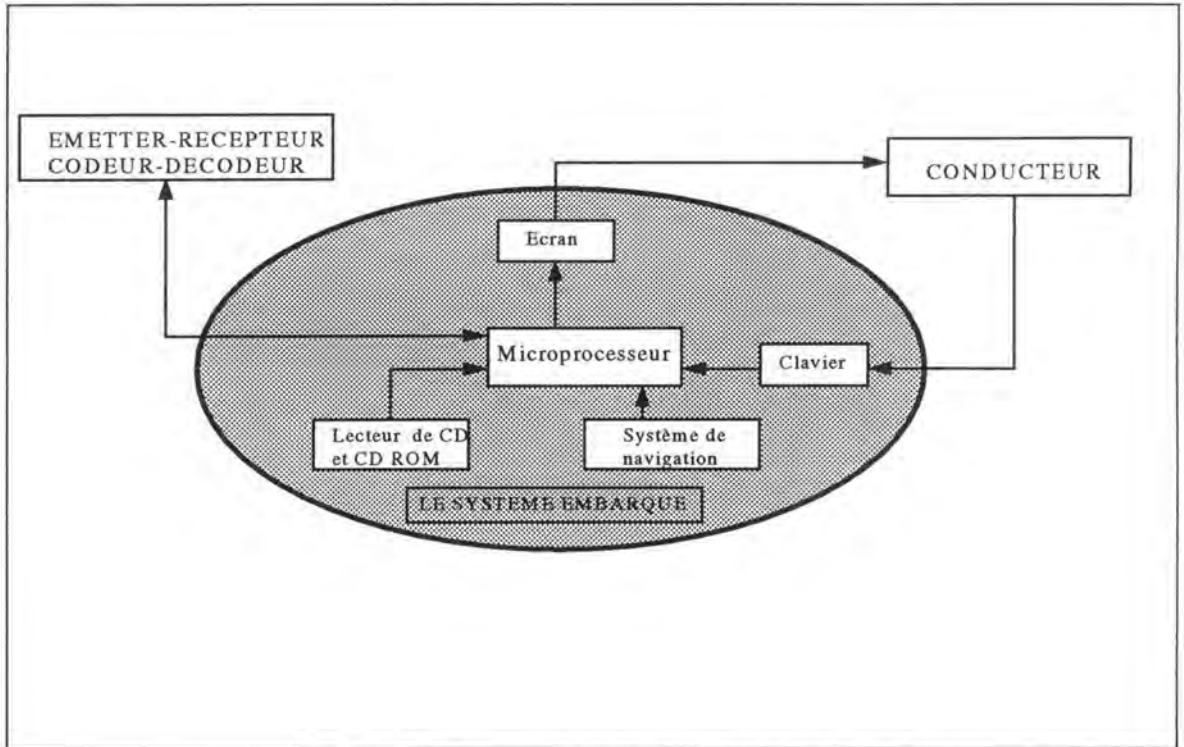 EMETTER-RECEPTEUR
CODEUR-DECODEUR
CONDUCTEUR
Ecran
Microprocesseur
Clavier
Lecteur de CD
et CD ROM
Système de
navigation
LE SYSTEME EMBARQUE